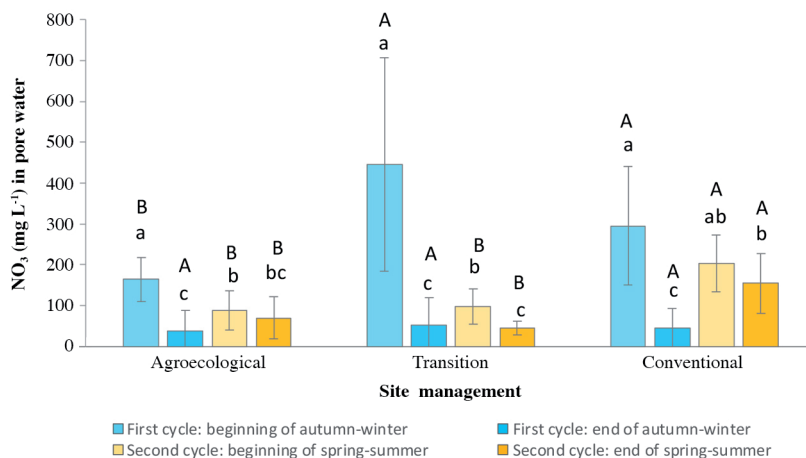 NO₃ (mg L⁻¹) in pore water
800
700
600
500
400
300
200
100
0
B
a
A
c
B
b
B
bc
A
a
A
c
B
b
B
c
A
a
A
c
A
ab
A
b
Agroecological Transition Conventional
Site management
First cycle: beginning of autumn-winter First cycle: end of autumn-winter
Second cycle: beginning of spring-summer Second cycle: end of spring-summer